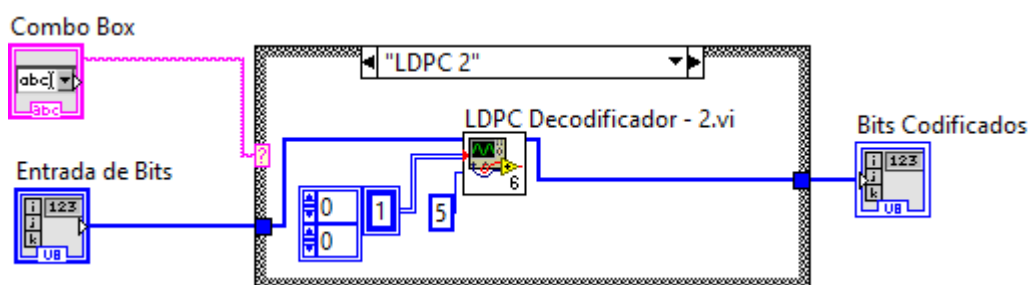 Combo Box
abc
abc
"LDPC 2"
LDPC Decodificador - 2.vi
6
?
Entrada de Bits
i 123
j
k
U8
0
0
1
5
Bits Codificados
i 123
j
k
U8